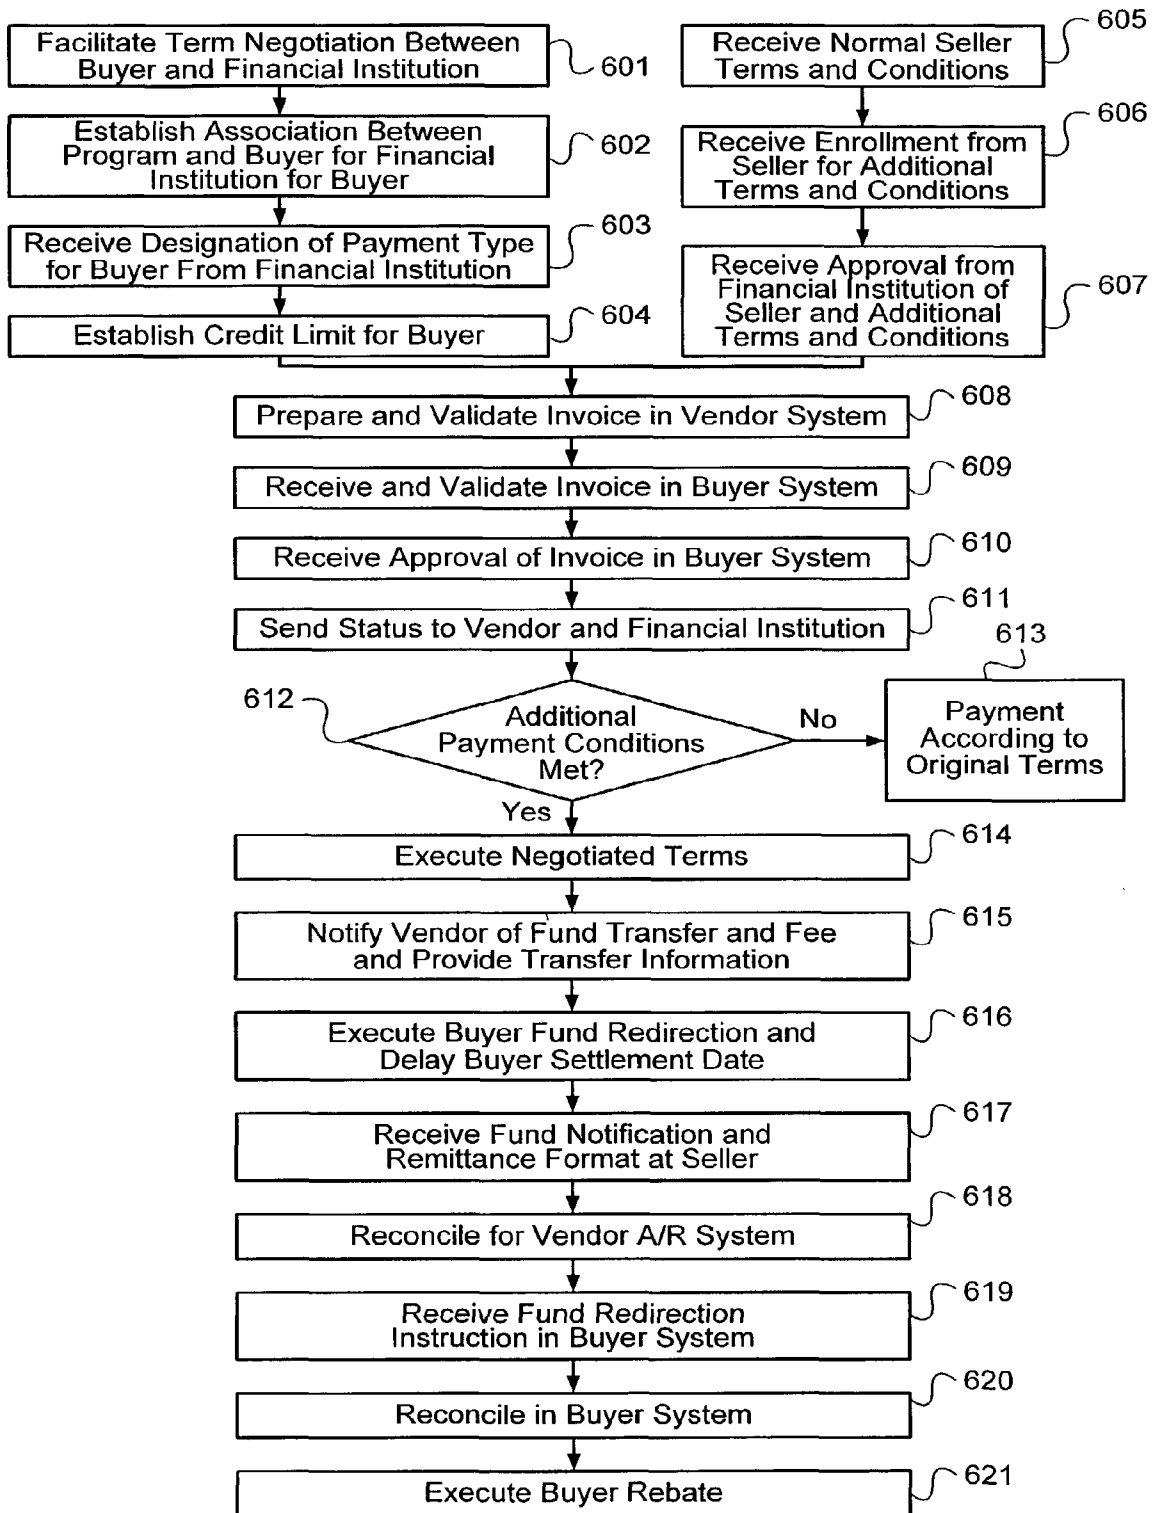 Facilitate Term Negotiation Between
Buyer and Financial Institution
601
Establish Association Between
Program and Buyer for Financial
Institution for Buyer
602
Receive Designation of Payment Type
for Buyer From Financial Institution
603
Establish Credit Limit for Buyer
604
Receive Normal Seller
Terms and Conditions
605
Receive Enrollment from
Seller for Additional
Terms and Conditions
606
Receive Approval from
Financial Institution of
Seller and Additional
Terms and Conditions
607
Prepare and Validate Invoice in Vendor System
608
Receive and Validate Invoice in Buyer System
609
Receive Approval of Invoice in Buyer System
610
Send Status to Vendor and Financial Institution
611
612
Additional
Payment Conditions
Met?
No
613
Payment
According to
Original Terms
Yes
Execute Negotiated Terms
614
Notify Vendor of Fund Transfer and Fee
and Provide Transfer Information
615
Execute Buyer Fund Redirection and
Delay Buyer Settlement Date
616
Receive Fund Notification and
Remittance Format at Seller
617
Reconcile for Vendor A/R System
618
Receive Fund Redirection
Instruction in Buyer System
619
Reconcile in Buyer System
620
Execute Buyer Rebate
621